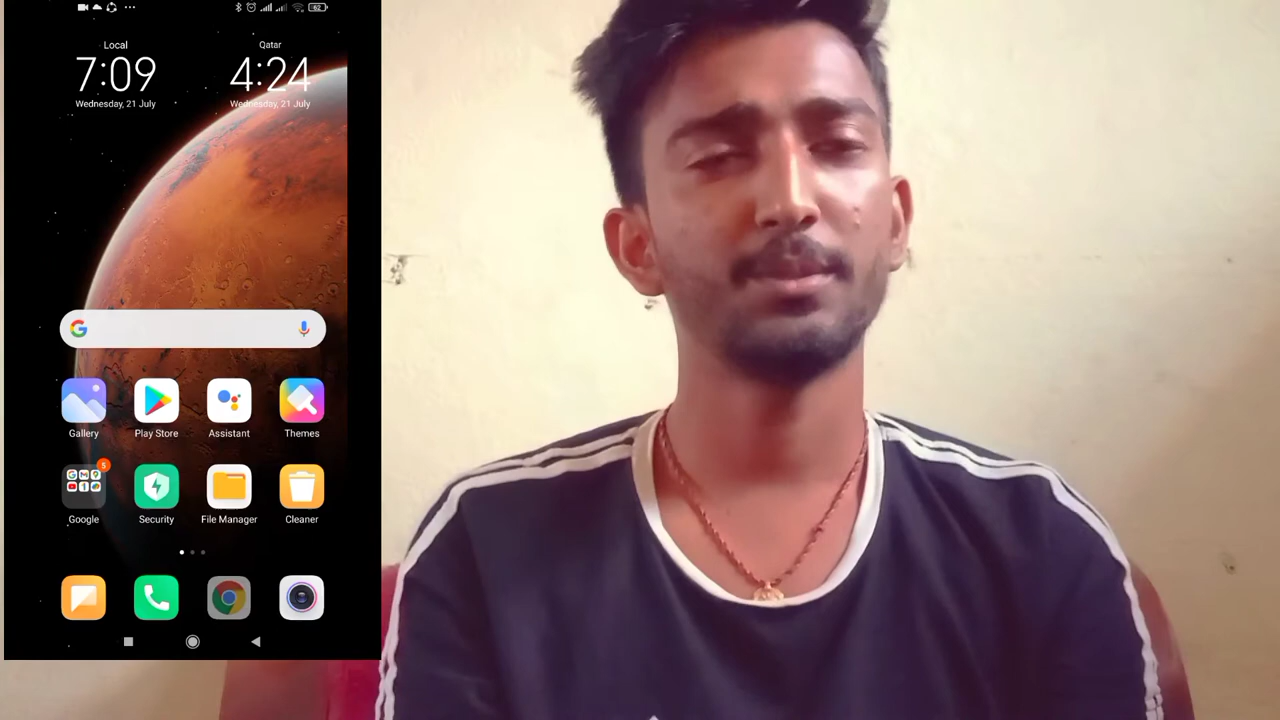 62
Local
Qatar
7:09
4:24
Wednesday, 21 July
Wednesday, 21 July
Gallery
Play Store
Assistant
Themes
5
Google
Security
File Manager
Cleaner